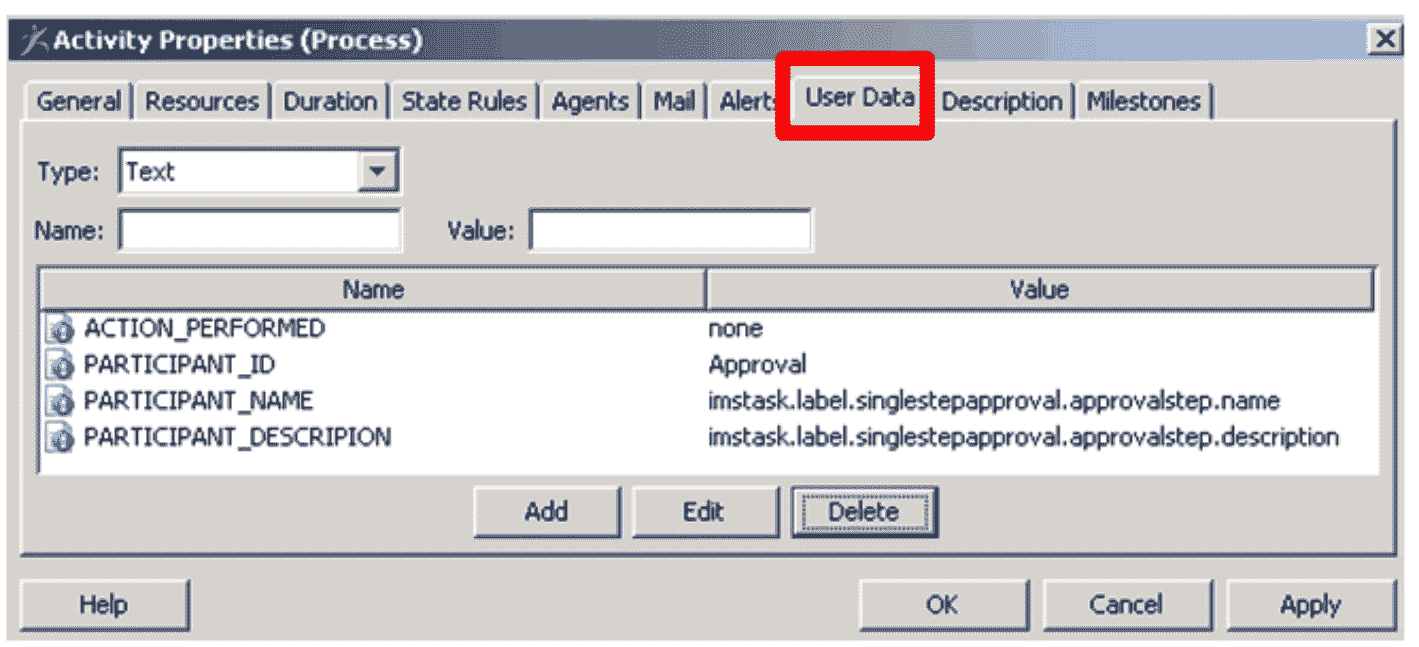 Activity Properties (Process)
General Resources Duration State Rules Agents Mail Alerts User Data Description Milestones
Type: Text
Name: Value:
Name Value
ACTION_PERFORMED none
PARTICIPANT_ID Approval
PARTICIPANT_NAME imstask.label.singlestepapproval.approvalstep.name
PARTICIPANT_DESCRIPION imstask.label.singlestepapproval.approvalstep.description
Add Edit Delete
Help OK Cancel Apply